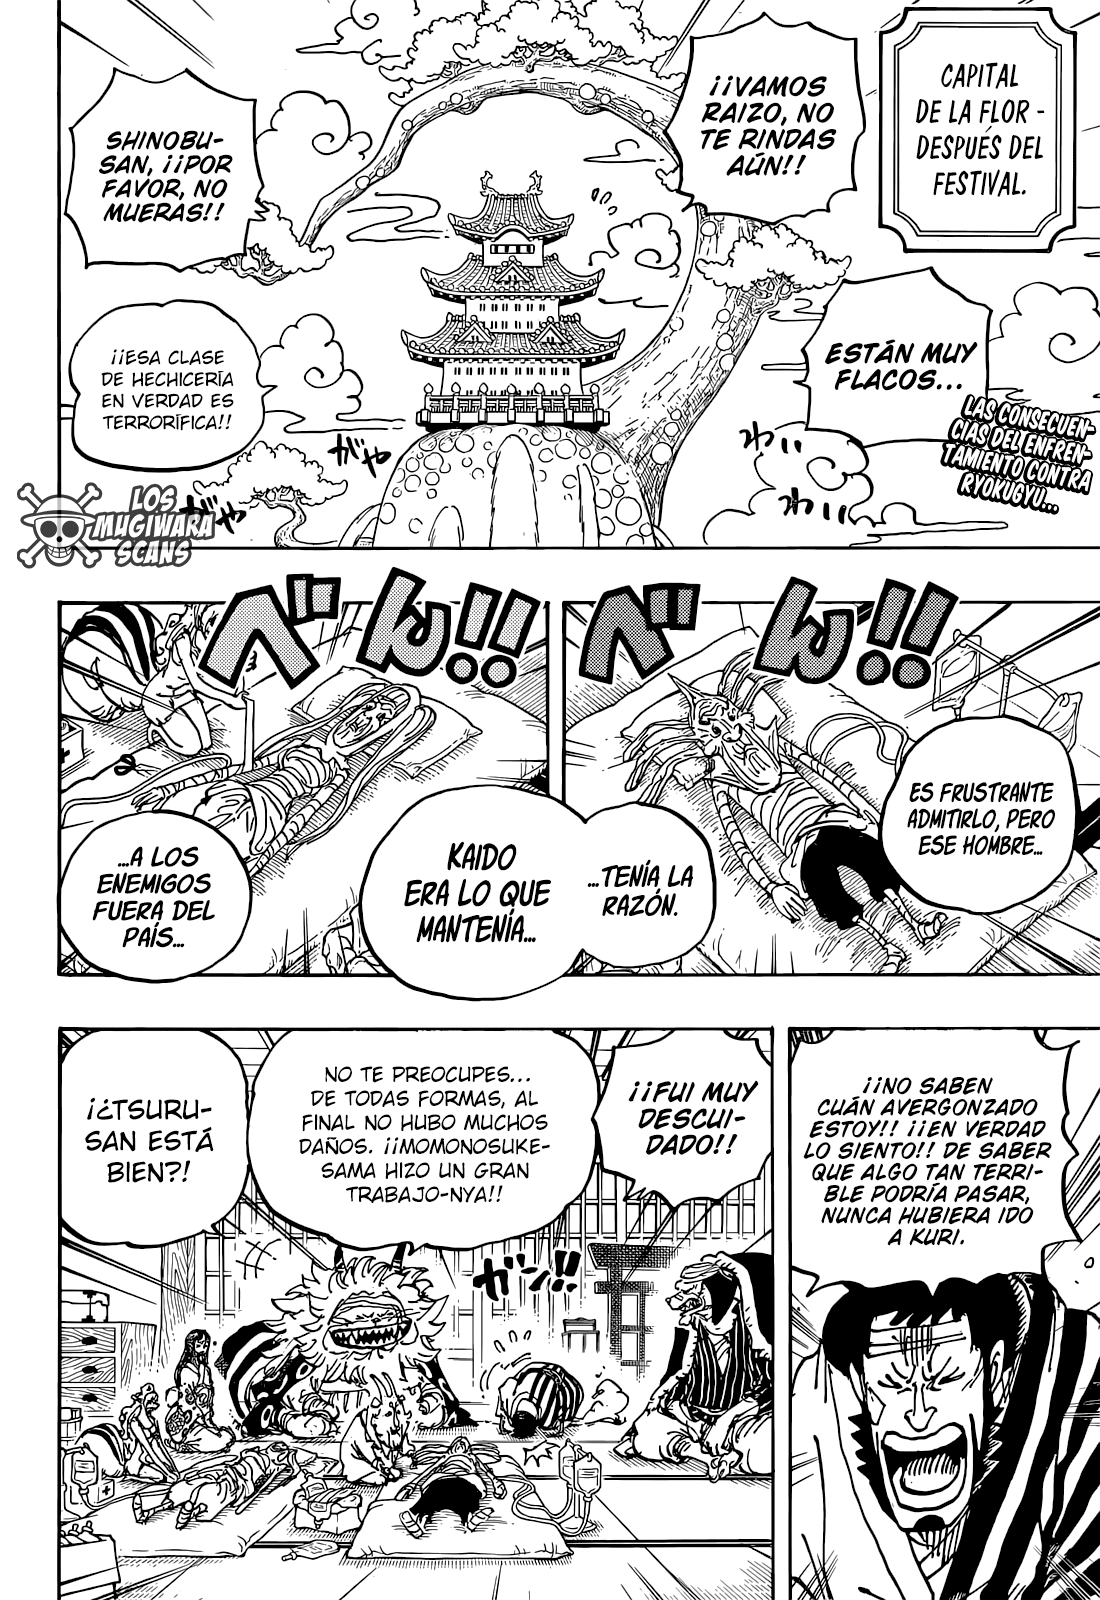 CAPITAL
DE LA FLOR -
DESPUÉS DEL
FESTIVAL.
¡¡VAMOS
RAIZO, NO
TE RINDAS
AÚN!!
SHINOBU-
SAN, ¡¡POR
FAVOR, NO
MUERAS!!
ESTÁN MUY
FLACOS...
¡¡ESA CLASE
DE HECHICERÍA
EN VERDAD ES
TERRORÍFICA!!
LAS CONSECUEN-
CIAS DEL ENFREN-
TAMIENTO CONTRA
RYOKUGYU...
わい
わい
ガヤ
ガヤ
LOS
MUGIWARA
SCANS
べん!!
ES FRUSTRANTE
ADMITIRLO, PERO
ESE HOMBRE...
...TENÍA LA
RAZÓN.
べん!!
KAIDO
ERA LO QUE
MANTENÍA...
...A LOS
ENEMIGOS
FUERA DEL
PAÍS...
¡¡NO SABEN
CUÁN AVERGONZADO
ESTOY!! ¡¡EN VERDAD
LO SIENTO!! DE SABER
QUE ALGO TAN TERRI-
BLE PODRÍA PASAR,
NUNCA HUBIERA IDO
A KURI.
¡¡FUI MUY
DESCUI-
DADO!!
NO TE PREOCUPES...
DE TODAS FORMAS, AL
FINAL NO HUBO MUCHOS
DAÑOS. ¡¡MOMONOSUKE-
SAMA HIZO UN GRAN
TRABAJO-NYA!!
¡¿TSURU-
SAN ESTÁ
BIEN?!
ガーン!!